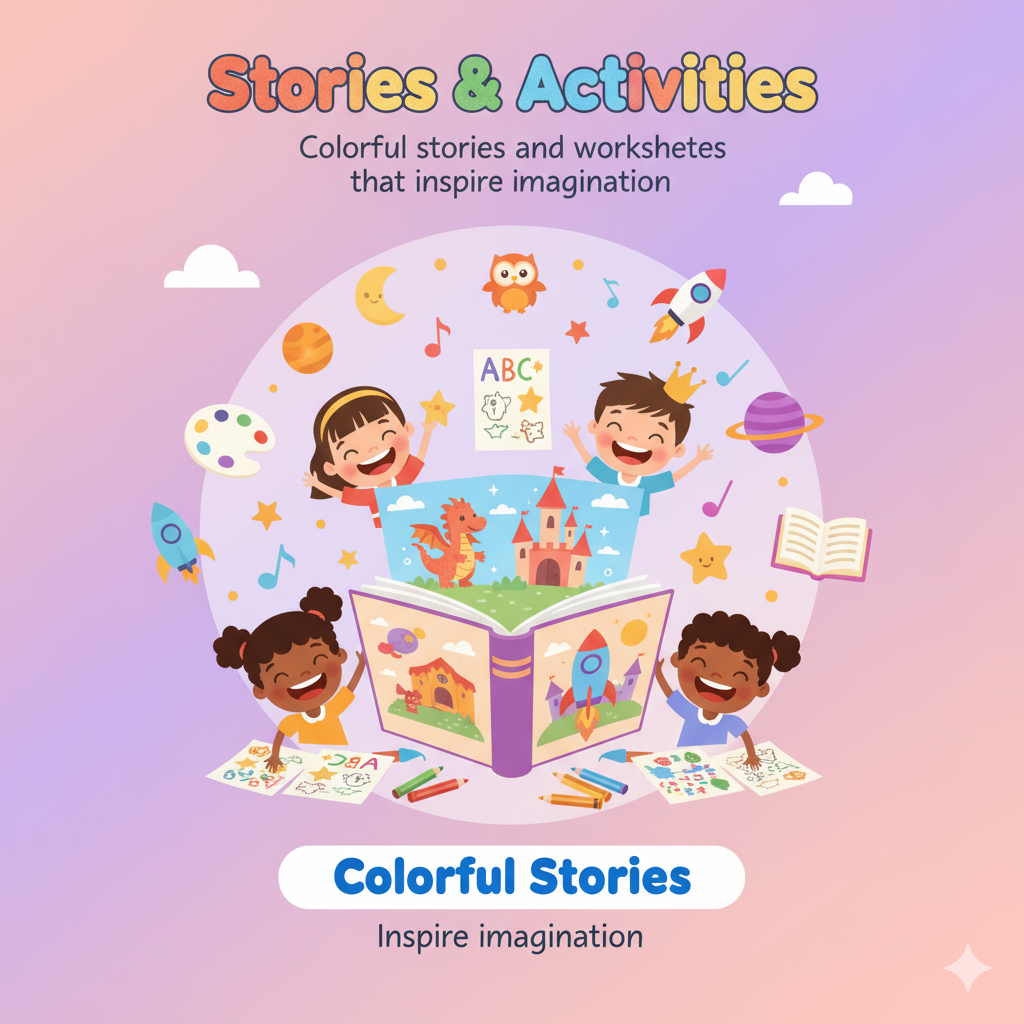 Stories & Activities
Colorful stories and workshetes
that inspire imagination
ABC
ABC
Colorful Stories
Inspire imagination